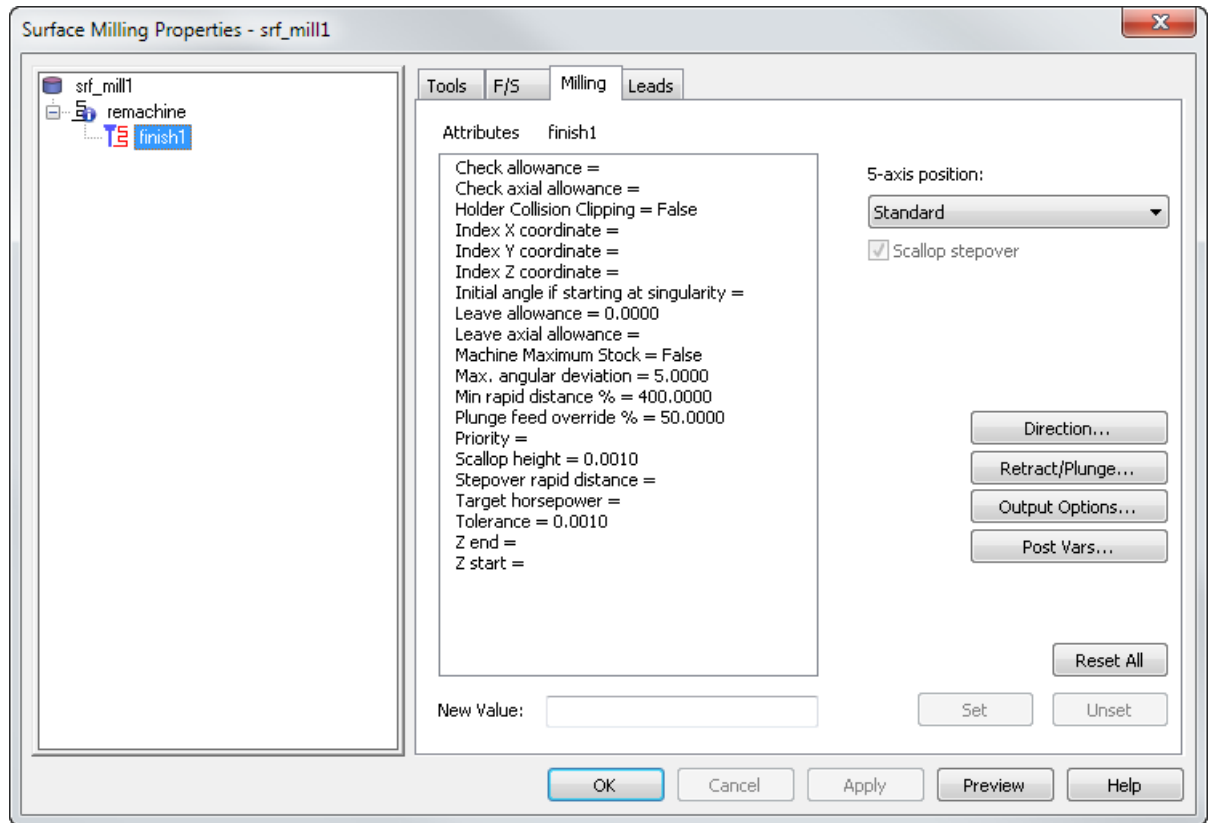 Surface Milling Properties - srf_mill1
srf_mill1
remachine
finish1
Tools
F/S
Milling
Leads
Attributes finish1
Check allowance =
Check axial allowance =
Holder Collision Clipping = False
Index X coordinate =
Index Y coordinate =
Index Z coordinate =
Initial angle if starting at singularity =
Leave allowance = 0.0000
Leave axial allowance =
Machine Maximum Stock = False
Max. angular deviation = 5.0000
Min rapid distance % = 400.0000
Plunge feed override % = 50.0000
Priority =
Scallop height = 0.0010
Stepover rapid distance =
Target horsepower =
Tolerance = 0.0010
Z end =
Z start =
5-axis position:
Standard
Scallop stepover
Direction...
Retract/Plunge...
Output Options...
Post Vars...
Reset All
New Value:
Set
Unset
OK
Cancel
Apply
Preview
Help